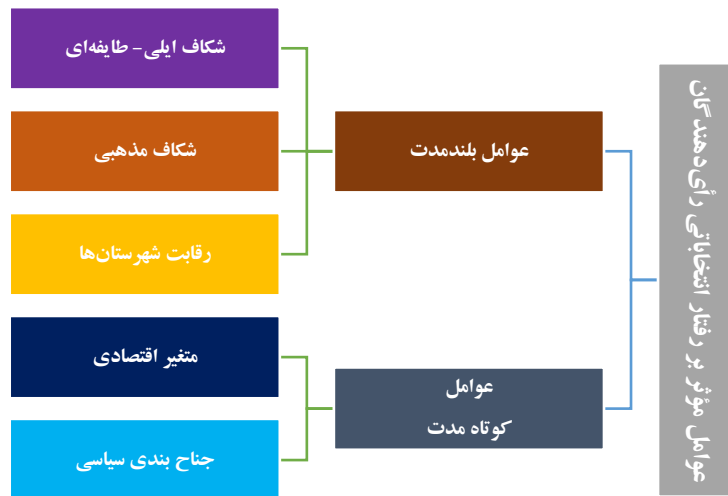 عوامل مؤثر بر رفتار انتخاباتی رأی‌دهندگان
عوامل بلندمدت
شکاف ایلی- طایفه‌ای
شکاف مذهبی
رقابت شهرستان‌ها
عوامل
کوتاه مدت
متغیر اقتصادی
جناح بندی سیاسی